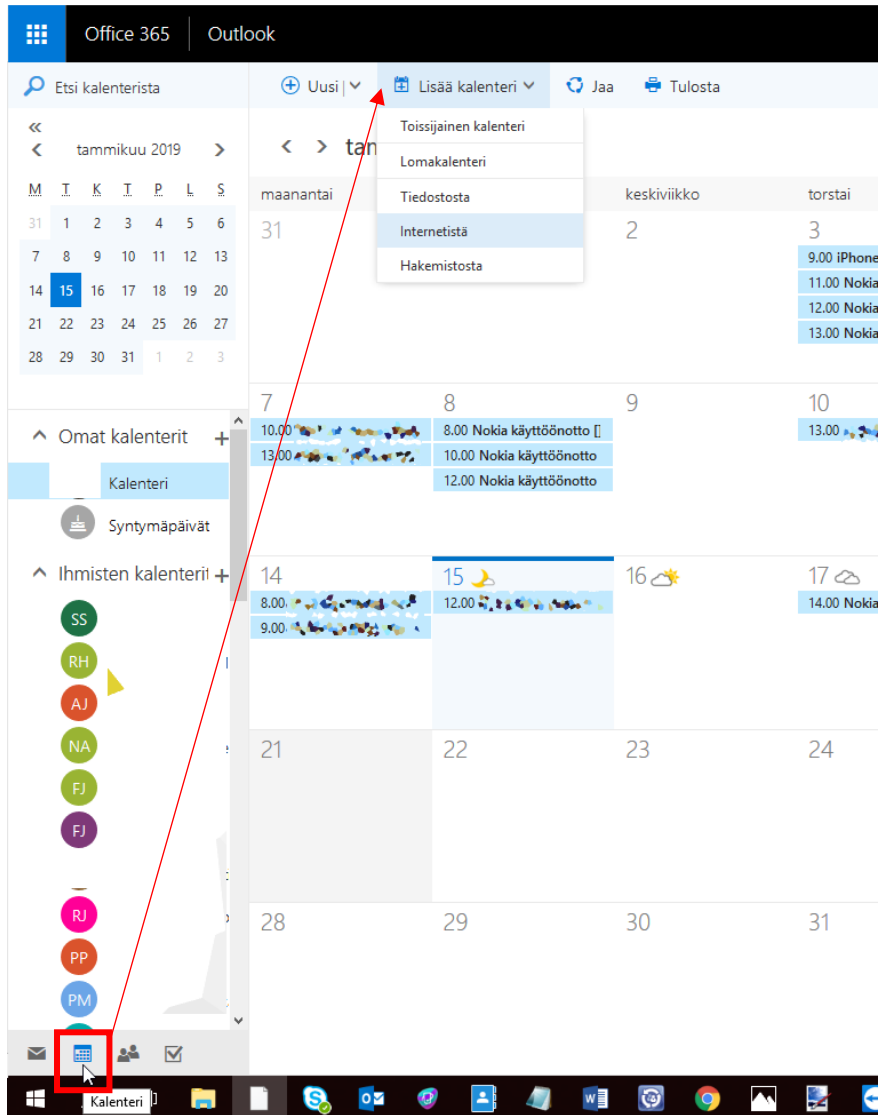 Office 365 Outlook
Etsi kalenterista
Uusi Lisää kalenteri Jaa Tulosta
tammikuu 2019
M T K T P L S
31 1 2 3 4 5 6
7 8 9 10 11 12 13
14 15 16 17 18 19 20
21 22 23 24 25 26 27
28 29 30 31 1 2 3
Omat kalenterit
Kalenteri
Syntymäpäivät
Ihmisten kalenterit
SS
RH
AJ
NA
FJ
FJ
RJ
PP
PM
Kalenteri
Toissijainen kalenteri
Lomakalenteri
Tiedostosta
Internetistä
Hakemistosta
maanantai keskiviikko torstai
31 2 3
9.00 iPhone
11.00 Nokia
12.00 Nokia
13.00 Nokia
7 8 9 10
10.00 8.00 Nokia käyttöönotto [] 13.00
13.00 10.00 Nokia käyttöönotto
12.00 Nokia käyttöönotto
14 15 16 17
8.00 12.00 14.00 Nokia
9.00
21 22 23 24
28 29 30 31